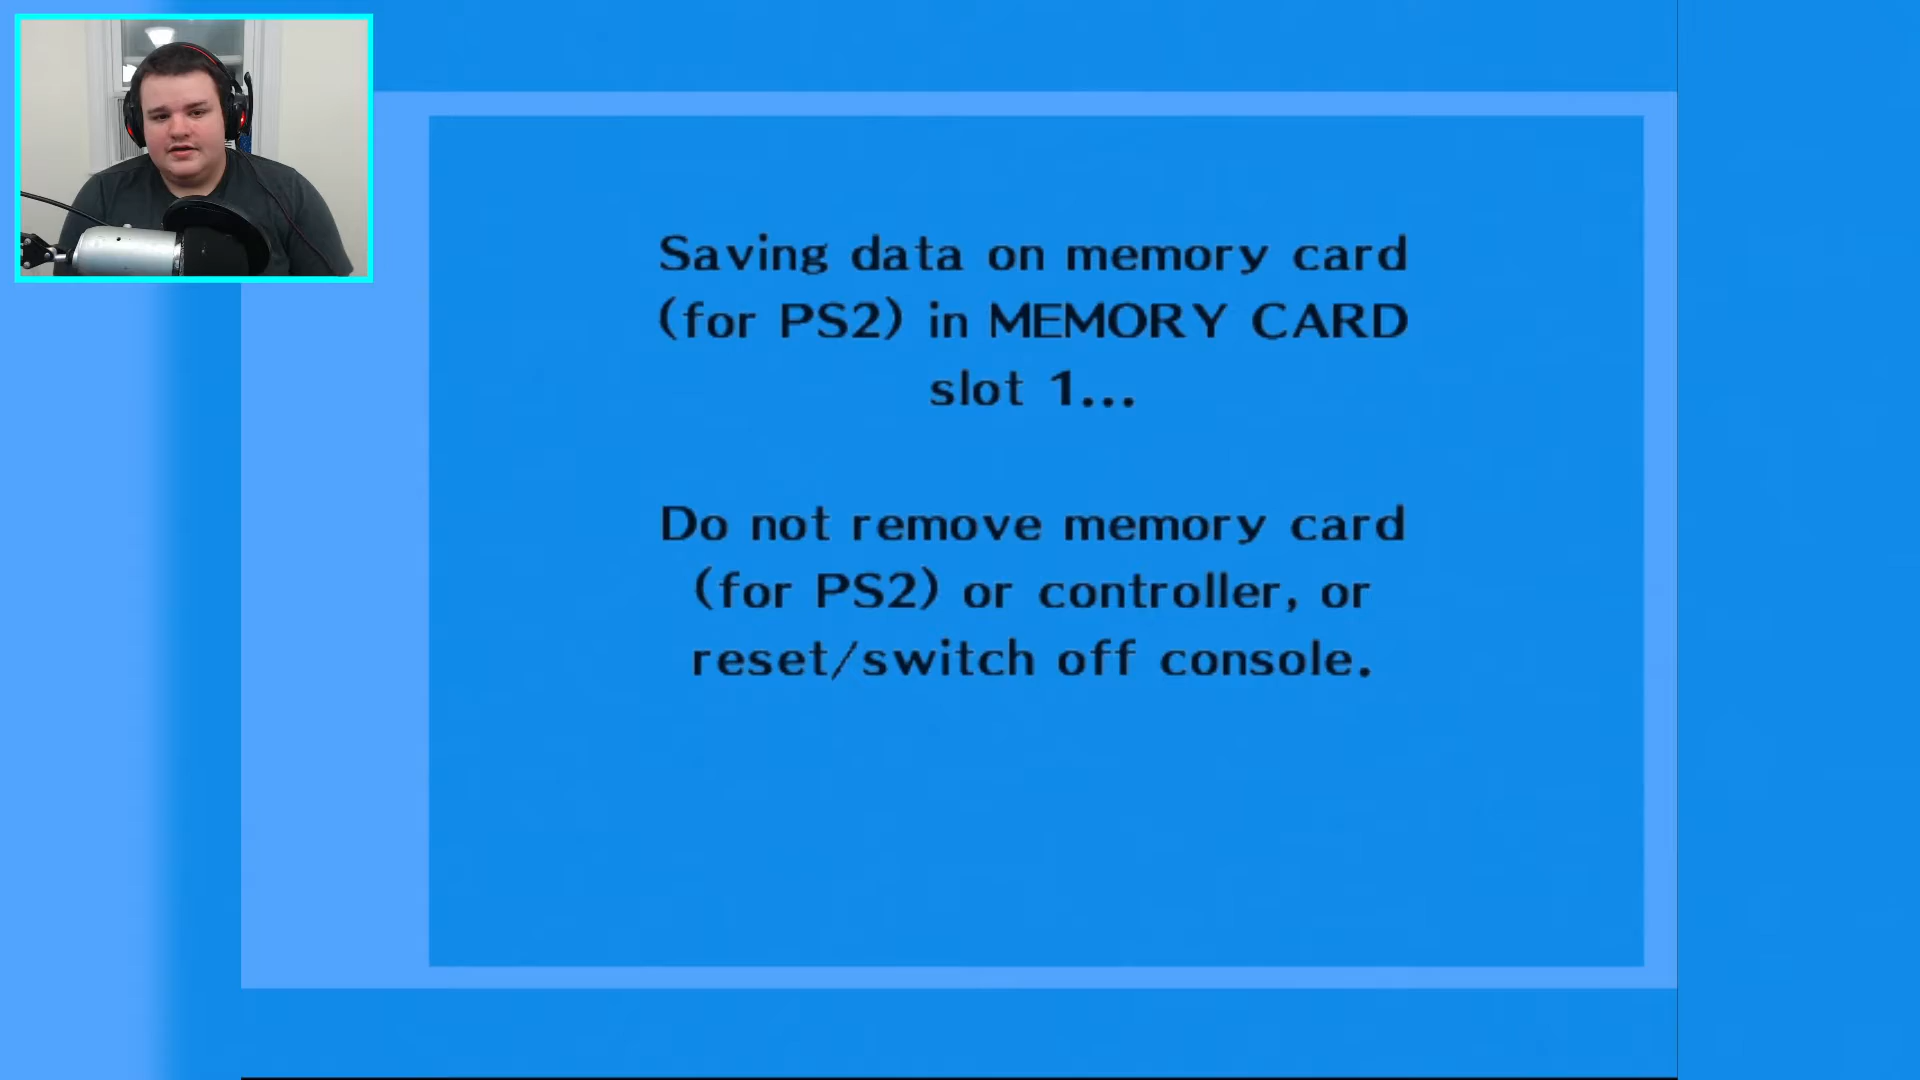 Saving data on memory card
(for PS2) in MEMORY CARD
slot 1...
Do not remove memory card
(for PS2) or controller, or
reset/switch off console.